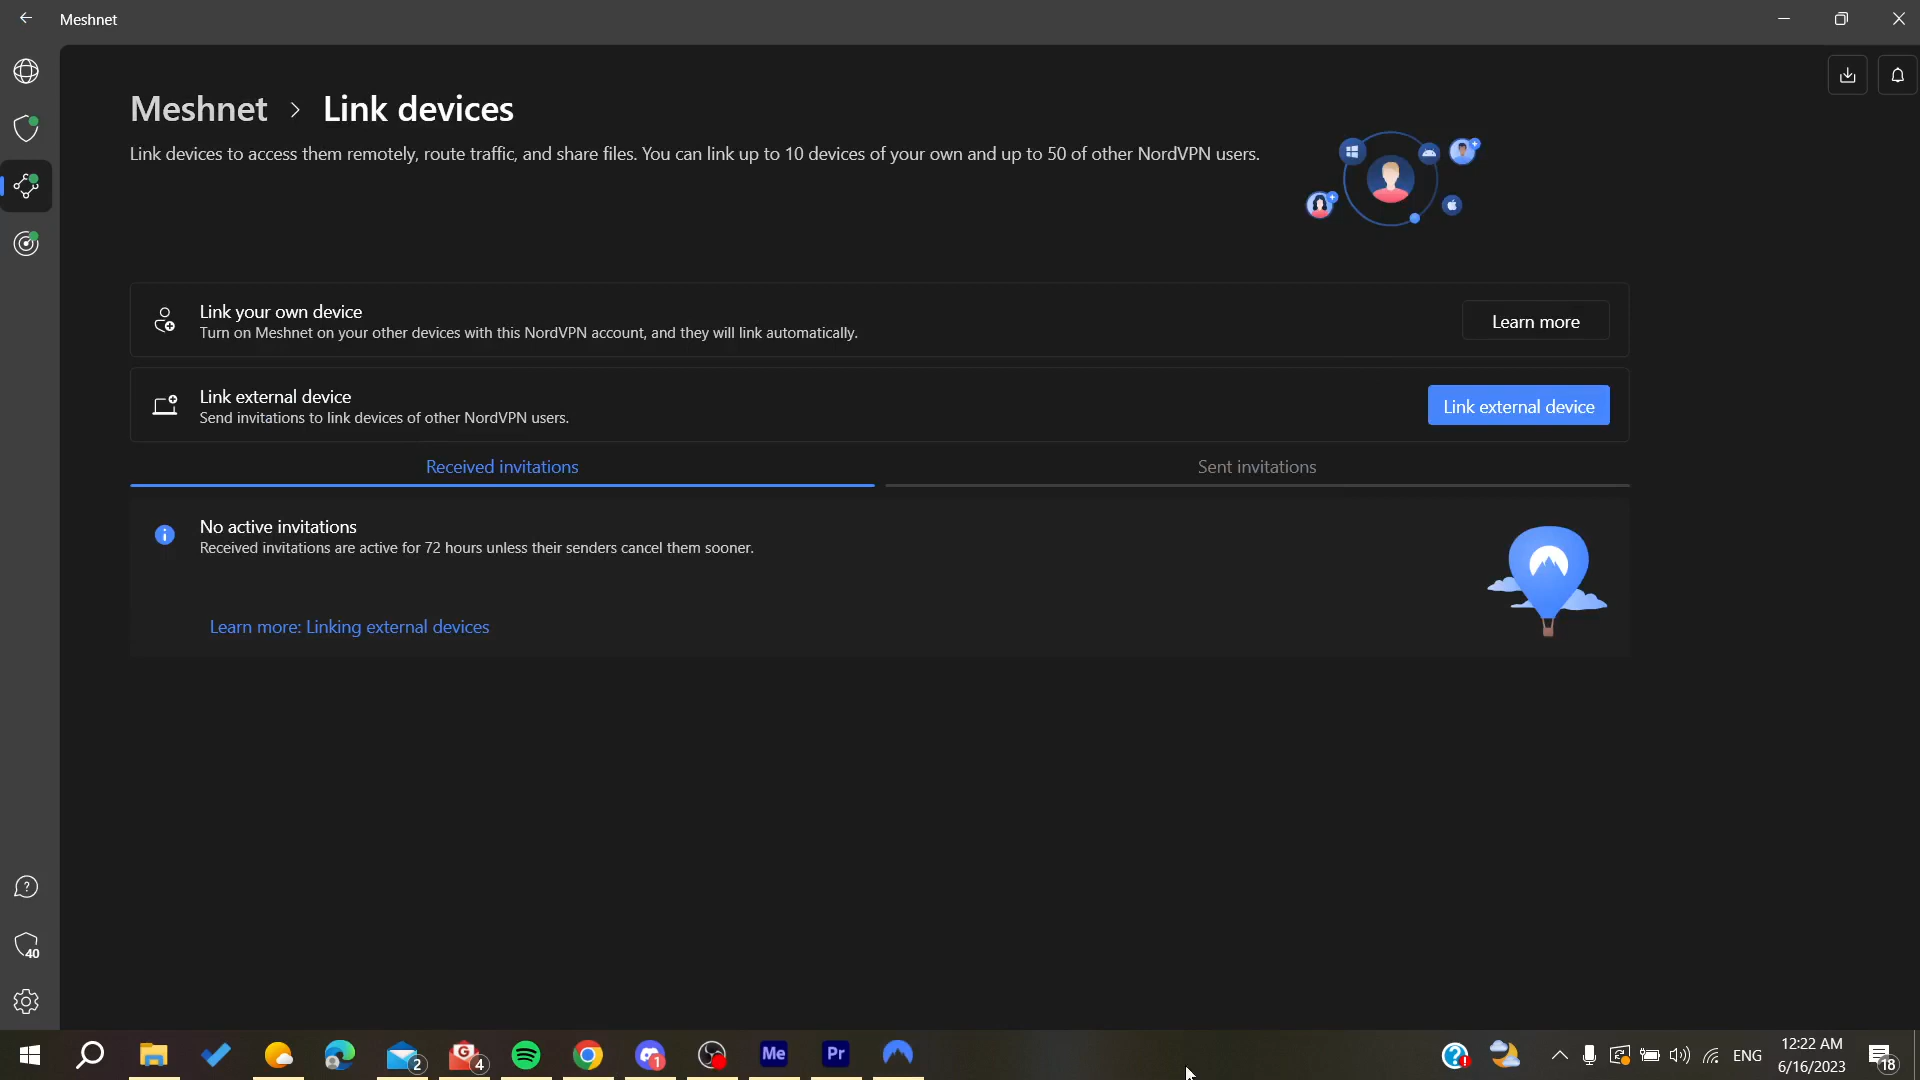 Meshnet
Meshnet > Link devices
Link devices to access them remotely, route traffic, and share files. You can link up to 10 devices of your own and up to 50 of other NordVPN users.
Link your own device
Turn on Meshnet on your other devices with this NordVPN account, and they will link automatically.
Learn more
Link external device
Send invitations to link devices of other NordVPN users.
Link external device
Received invitations
Sent invitations
No active invitations
Received invitations are active for 72 hours unless their senders cancel them sooner.
Learn more: Linking external devices
40
2
G
4
1
Me
Pr
ENG
12:22 AM
6/16/2023
18